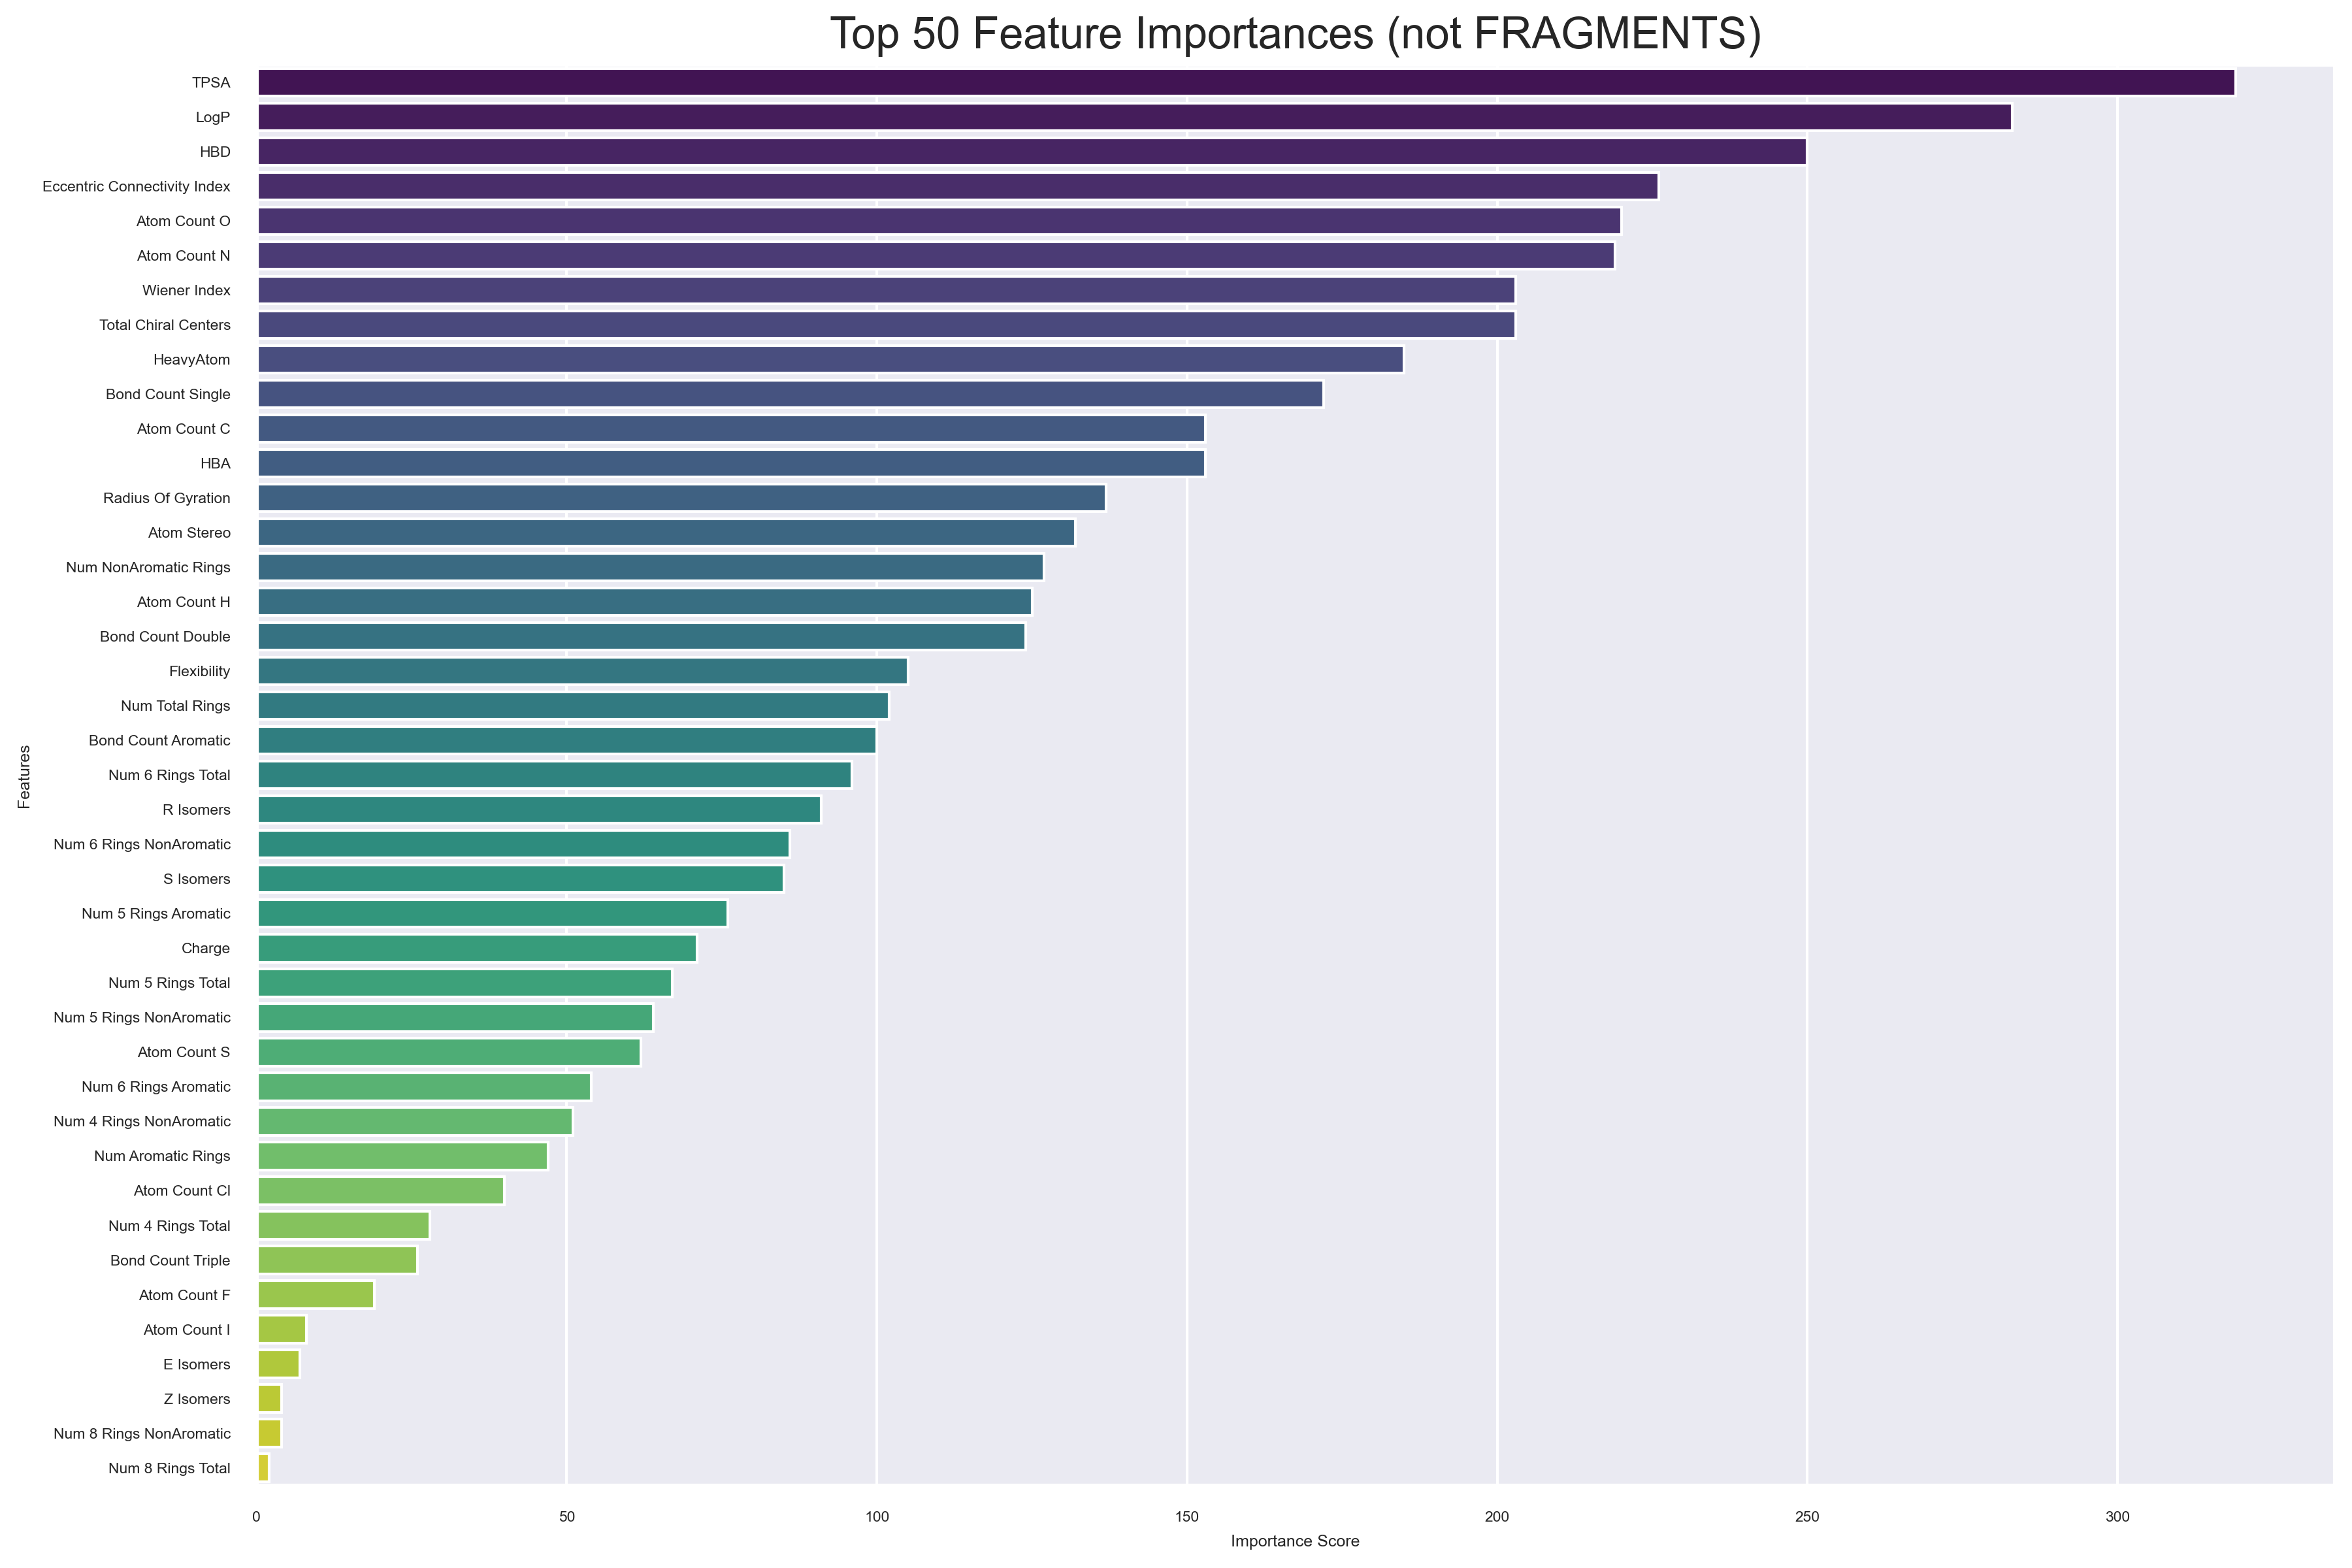 Top 50 Feature Importances (not FRAGMENTS)
TPSA
LogP
HBD
Eccentric Connectivity Index
Atom Count O
Atom Count N
Wiener Index
Total Chiral Centers
HeavyAtom
Bond Count Single
Atom Count C
HBA
Radius Of Gyration
Atom Stereo
Num NonAromatic Rings
Atom Count H
Bond Count Double
Flexibility
Num Total Rings
Bond Count Aromatic
Num 6 Rings Total
R Isomers
Num 6 Rings NonAromatic
S Isomers
Num 5 Rings Aromatic
Charge
Num 5 Rings Total
Num 5 Rings NonAromatic
Atom Count S
Num 6 Rings Aromatic
Num 4 Rings NonAromatic
Num Aromatic Rings
Atom Count Cl
Num 4 Rings Total
Bond Count Triple
Atom Count F
Atom Count I
E Isomers
Z Isomers
Num 8 Rings NonAromatic
Num 8 Rings Total
Features
0 50 100 150 200 250 300
Importance Score